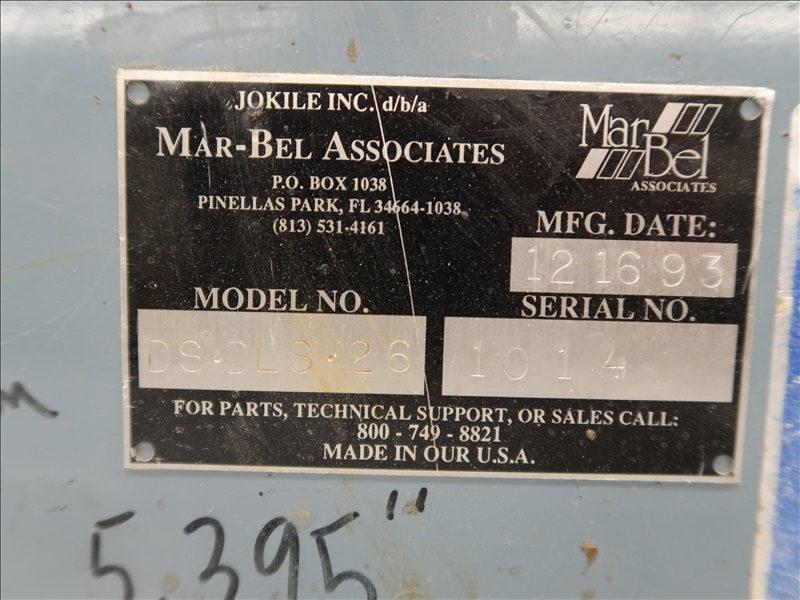 JOKILE INC. d/b/a
MAR-BEL ASSOCIATES
P.O. BOX 1038
PINELLAS PARK, FL 34664-1038
(813) 531-4161
Mar
Bel
ASSOCIATES
MFG. DATE:
12 16 93
MODEL NO.
DS·DLS·26
SERIAL NO.
1014
FOR PARTS, TECHNICAL SUPPORT, OR SALES CALL:
800 - 749 - 8821
MADE IN OUR U.S.A.
5.395"